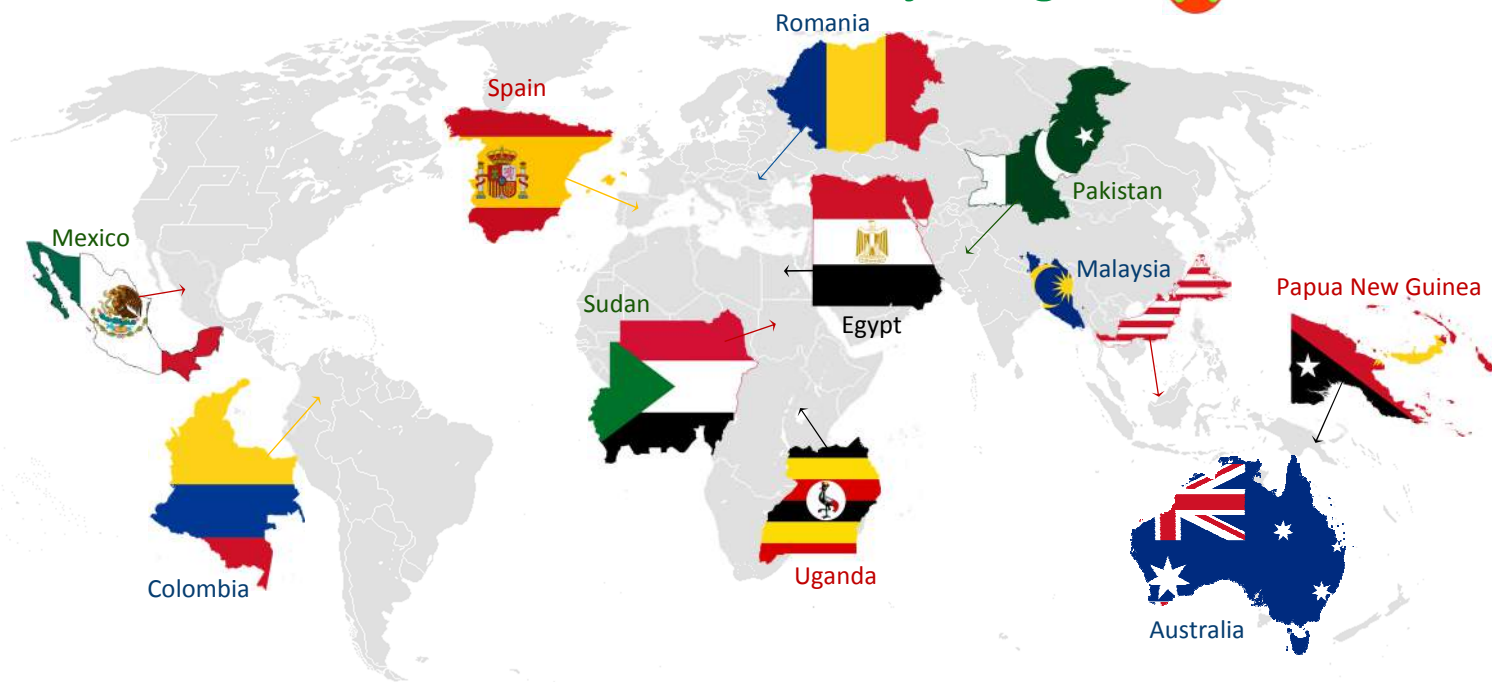 Romania
Spain
Pakistan
Mexico
Malaysia
Papua New Guinea
Sudan
Egypt
Uganda
Colombia
Australia